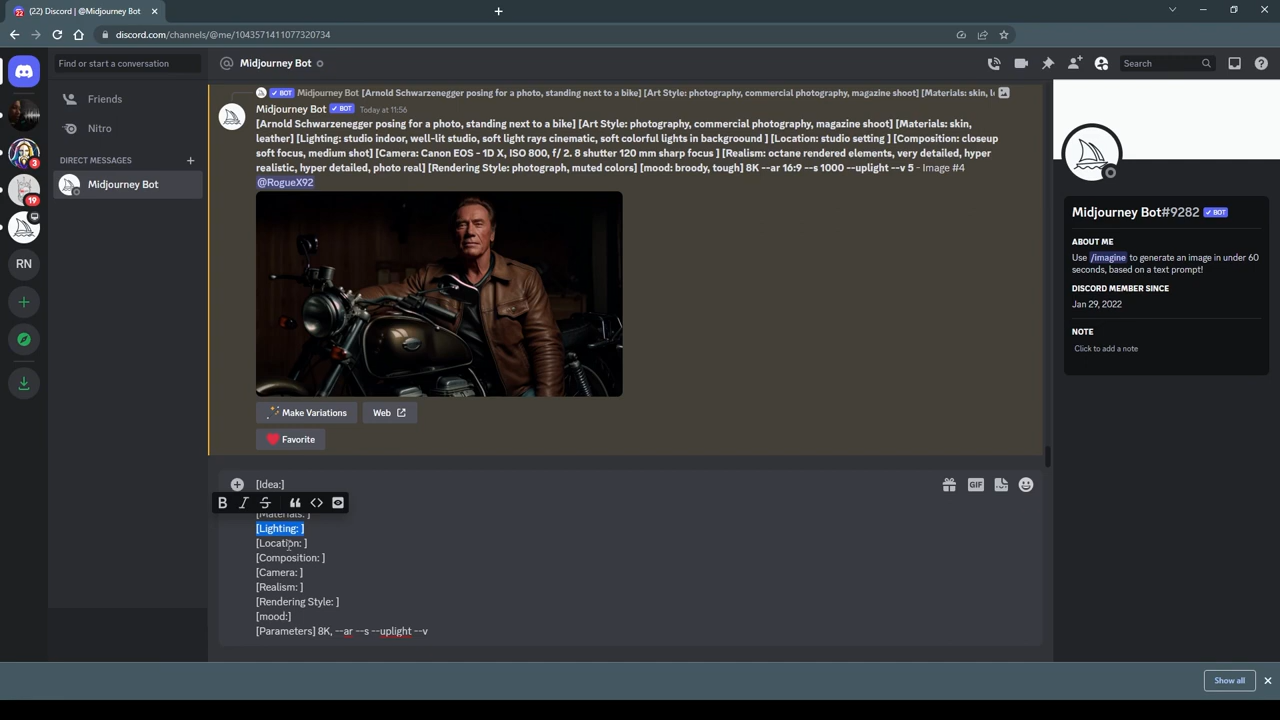 (22) Discord | @Midjourney Bot
discord.com/channels/@me/1043571411077320734
Find or start a conversation
Midjourney Bot
Search
Friends
Nitro
DIRECT MESSAGES
Midjourney Bot
3
19
RN
BOT Midjourney Bot [Arnold Schwarzenegger posing for a photo, standing next to a bike] [Art Style: photography, commercial photography, magazine shoot] [Materials: skin, l
Midjourney Bot BOT Today at 11:56
[Arnold Schwarzenegger posing for a photo, standing next to a bike] [Art Style: photography, commercial photography, magazine shoot] [Materials: skin,
leather] [Lighting: studio indoor, well-lit studio, soft light rays cinematic, soft colorful lights in background ] [Location: studio setting ] [Composition: closeup
soft focus, medium shot] [Camera: Canon EOS - 1D X, ISO 800, f/ 2. 8 shutter 120 mm sharp focus ] [Realism: octane rendered elements, very detailed, hyper
realistic, hyper detailed, photo real] [Rendering Style: photograph, muted colors] [mood: broody, tough] 8K --ar 16:9 --s 1000 --uplight --v 5 - Image #4
@RogueX92
Make Variations
Web
Favorite
[Idea:]
B I S
[Materials: ]
[Lighting: ]
[Location: ]
[Composition: ]
[Camera: ]
[Realism: ]
[Rendering Style: ]
[mood:]
[Parameters] 8K, --ar --s --uplight --v
GIF
Midjourney Bot#9282 BOT
ABOUT ME
Use /imagine to generate an image in under 60
seconds, based on a text prompt!
DISCORD MEMBER SINCE
Jan 29, 2022
NOTE
Click to add a note
Show all